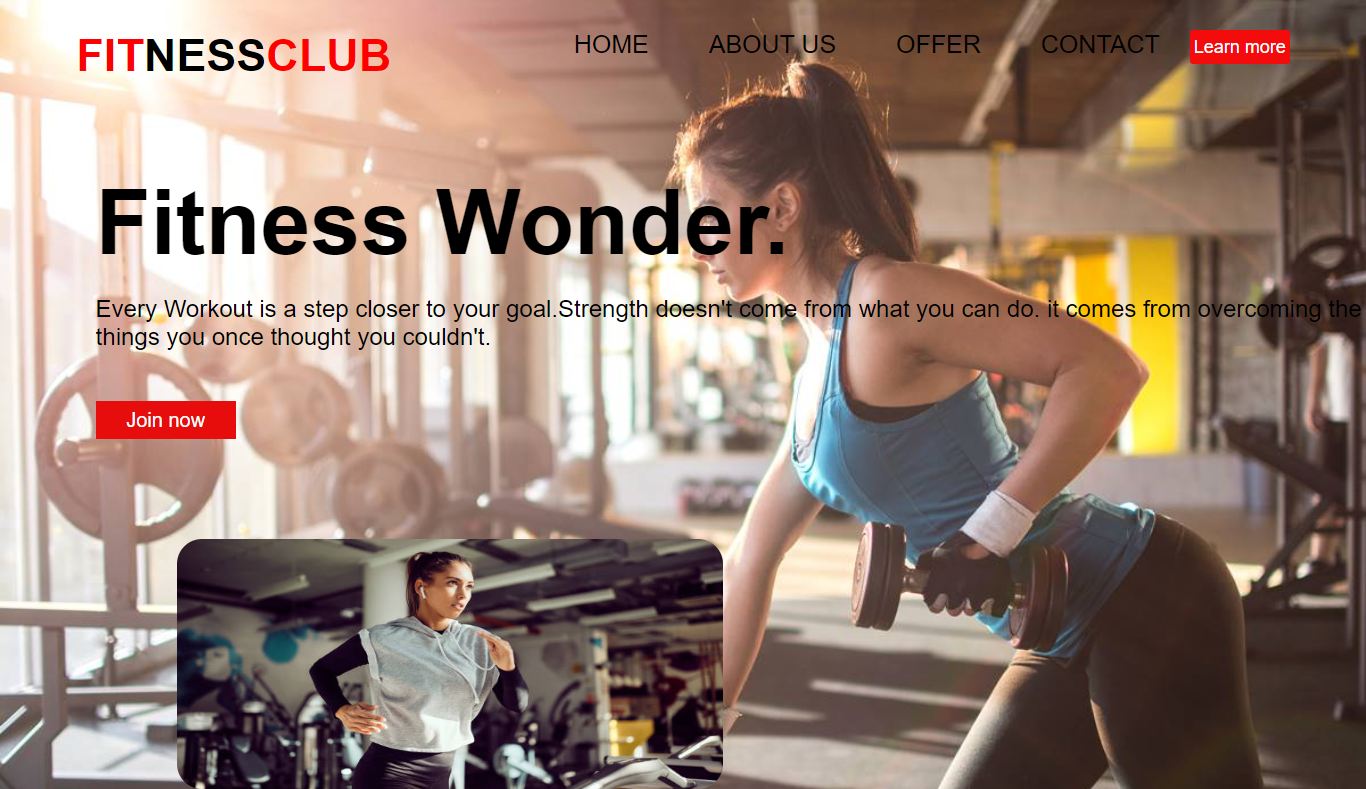 FITNESSCLUB
HOME ABOUT US OFFER CONTACT Learn more
Fitness Wonder.
Every Workout is a step closer to your goal.Strength doesn't come from what you can do. it comes from overcoming the
things you once thought you couldn't.
Join now